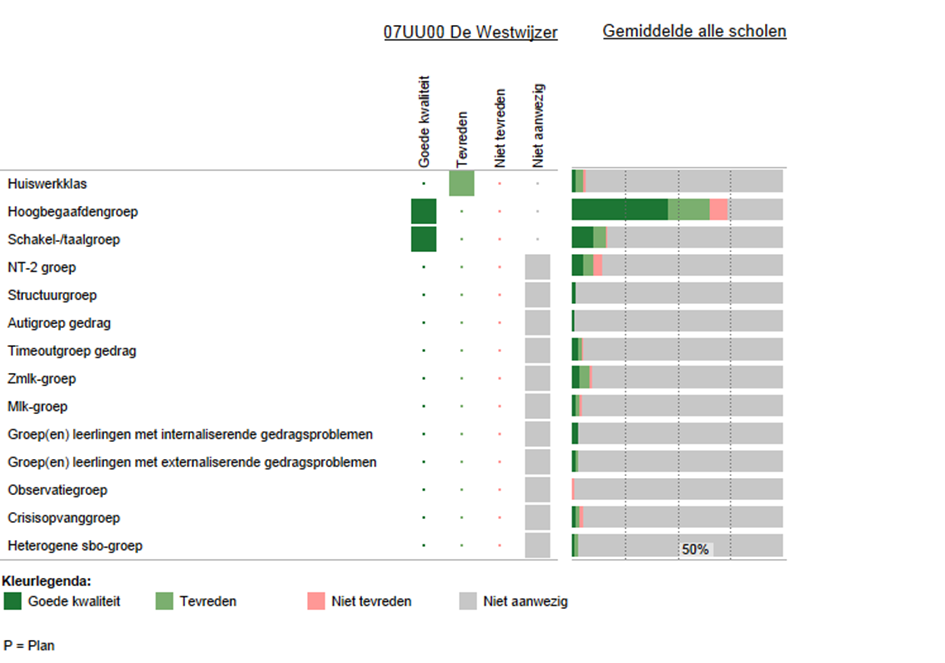 07UU00 De Westwijzer
Gemiddelde alle scholen
Goede kwaliteit
Tevreden
Niet tevreden
Niet aanwezig
Huiswerkklas
Hoogbegaafdengroep
Schakel-/taalgroep
NT-2 groep
Structuurgroep
Autigroep gedrag
Timeoutgroep gedrag
Zmlk-groep
Mlk-groep
Groep(en) leerlingen met internaliserende gedragsproblemen
Groep(en) leerlingen met externaliserende gedragsproblemen
Observatiegroep
Crisisopvanggroep
Heterogene sbo-groep
50%
Kleurlegenda:
Goede kwaliteit Tevreden Niet tevreden Niet aanwezig
P = Plan